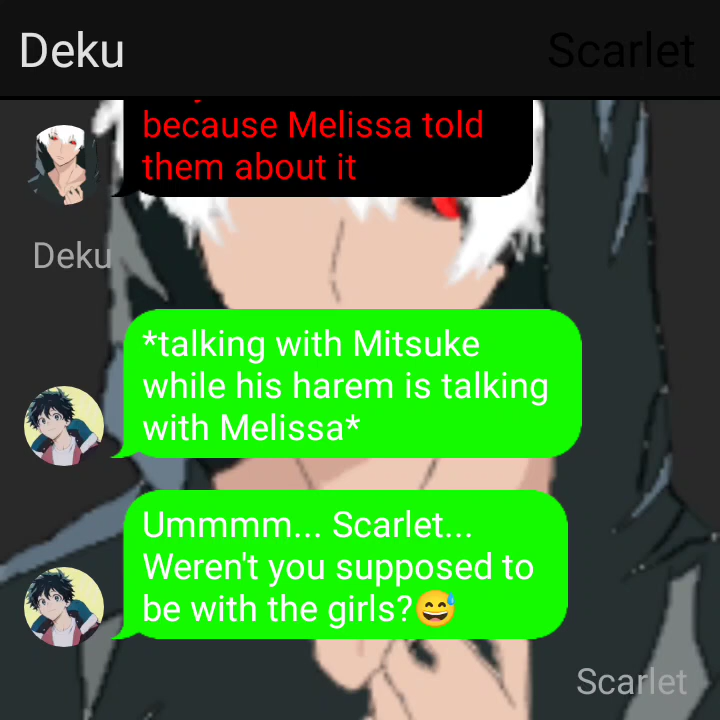 Deku
Scarlet
because Melissa told
them about it
Deku
*talking with Mitsuke
while his harem is talking
with Melissa*
Ummmm... Scarlet...
Weren't you supposed to
be with the girls?😅
Scarlet